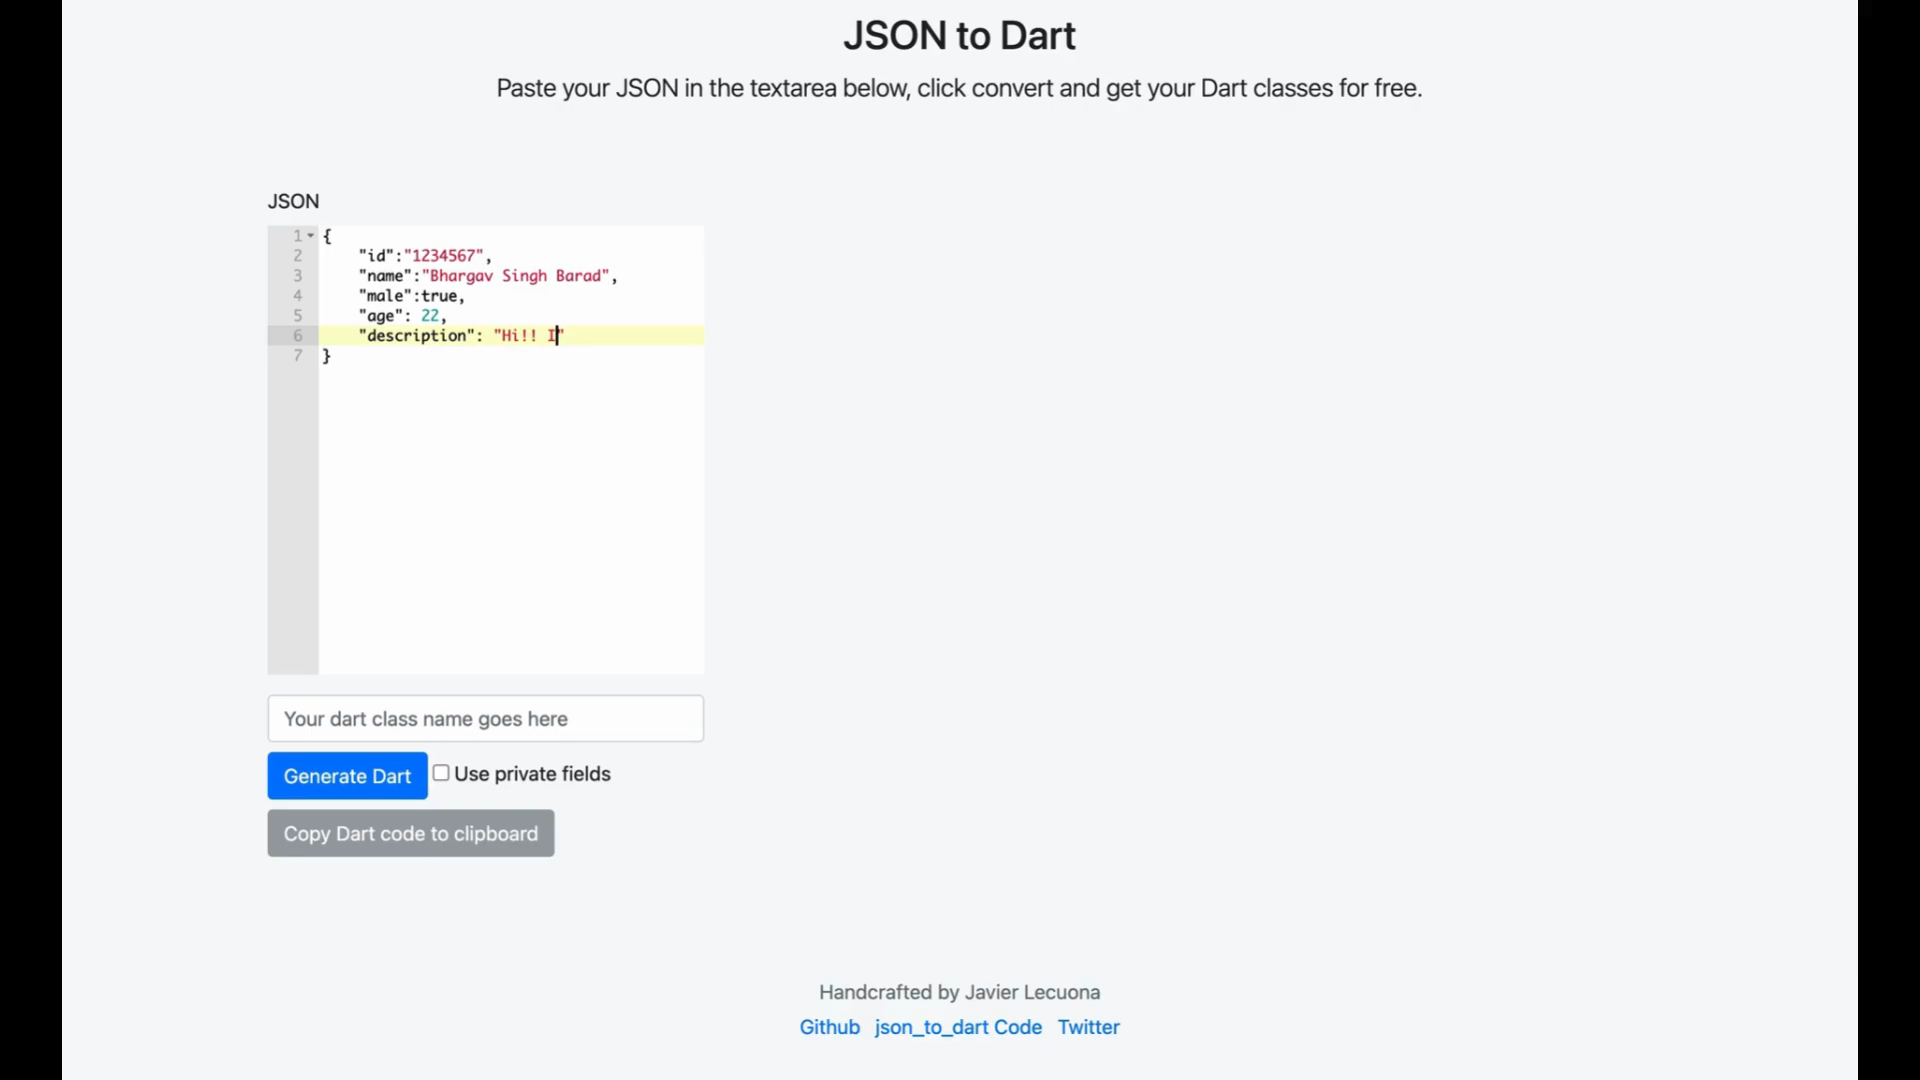 JSON to Dart
Paste your JSON in the textarea below, click convert and get your Dart classes for free.
JSON
1 {
2 "id":"1234567",
3 "name":"Bhargav Singh Barad",
4 "male":true,
5 "age": 22,
6 "description": "Hi!! I"
7 }
Your dart class name goes here
Generate Dart Use private fields
Copy Dart code to clipboard
Handcrafted by Javier Lecuona
Github json_to_dart Code Twitter